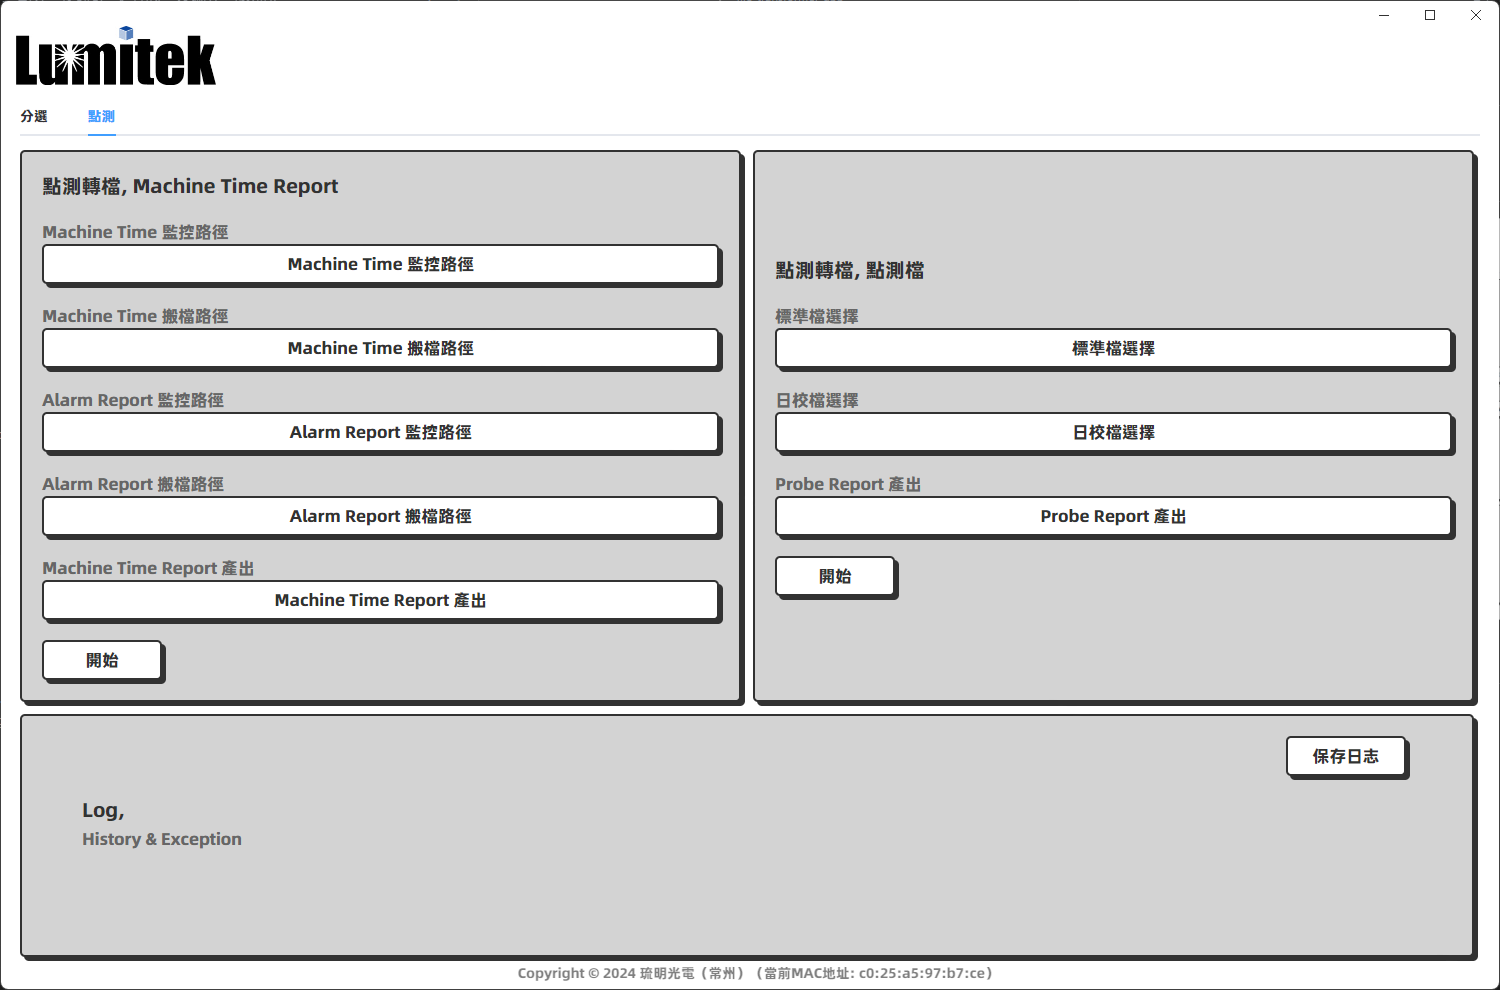 Lumitek
分選
點測
點測轉檔, Machine Time Report
Machine Time 監控路徑
Machine Time 監控路徑
Machine Time 搬檔路徑
Machine Time 搬檔路徑
Alarm Report 監控路徑
Alarm Report 監控路徑
Alarm Report 搬檔路徑
Alarm Report 搬檔路徑
Machine Time Report 產出
Machine Time Report 產出
開始
點測轉檔, 點測檔
標準檔選擇
標準檔選擇
日校檔選擇
日校檔選擇
Probe Report 產出
Probe Report 產出
開始
保存日志
Log,
History & Exception
Copyright © 2024 琉明光電（常州）（當前MAC地址: c0:25:a5:97:b7:ce）